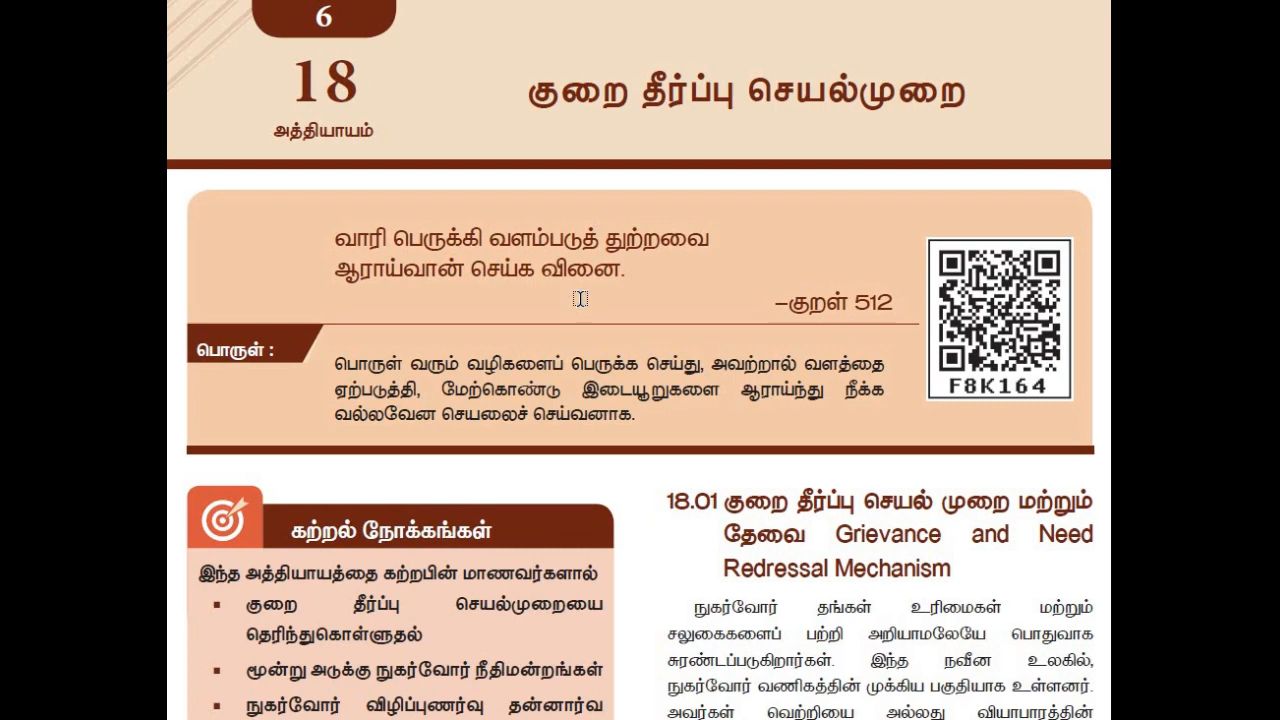 6
18
அத்தியாயம்
குறை தீர்ப்பு செயல்முறை
வாரி பெருக்கி வளம்படுத் துற்றவை
ஆராய்வான் செய்க வினை.
–குறள் 512
பொருள் :
பொருள் வரும் வழிகளைப் பெருக்க செய்து, அவற்றால் வளத்தை
ஏற்படுத்தி, மேற்கொண்டு இடையூறுகளை ஆராய்ந்து நீக்க
வல்லவேன செயலைச் செய்வனாக.
F8K164
கற்றல் நோக்கங்கள்
இந்த அத்தியாயத்தை கற்றபின் மாணவர்களால்
▪ குறை தீர்ப்பு செயல்முறையை
தெரிந்துகொள்ளுதல்
▪ மூன்று அடுக்கு நுகர்வோர் நீதிமன்றங்கள்
▪ நுகர்வோர் விழிப்புணர்வு தன்னார்வ
18.01 குறை தீர்ப்பு செயல் முறை மற்றும்
தேவை Grievance and Need
Redressal Mechanism
நுகர்வோர் தங்கள் உரிமைகள் மற்றும்
சலுகைகளைப் பற்றி அறியாமலேயே பொதுவாக
சுரண்டப்படுகிறார்கள். இந்த நவீன உலகில்,
நுகர்வோர் வணிகத்தின் முக்கிய பகுதியாக உள்ளனர்.
அவர்கள் வெற்றியை அல்லது வியாபாரத்தின்